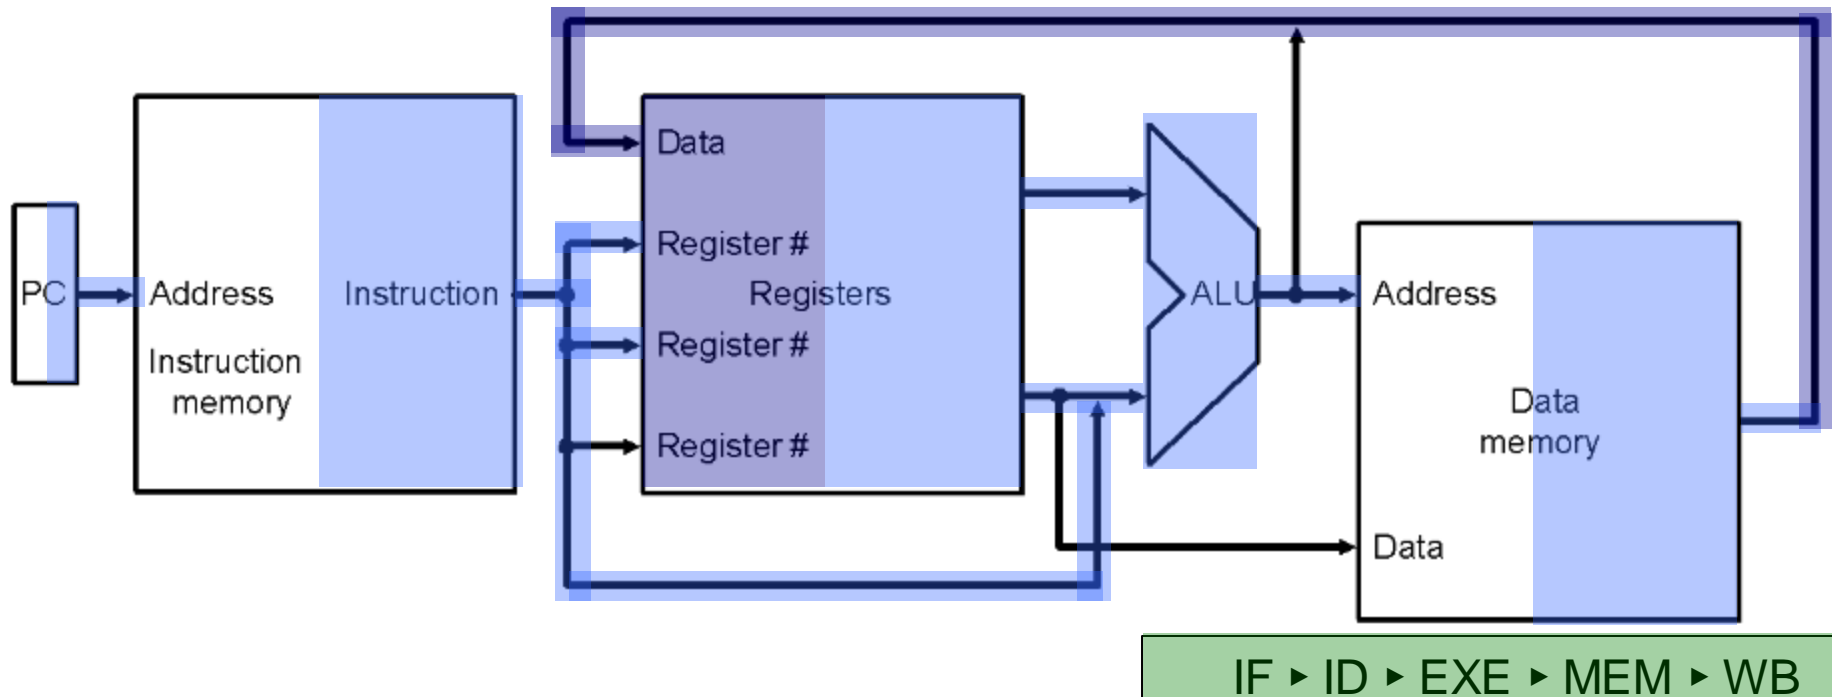 PC
Address
Instruction
Instruction
memory
Data
Register #
Registers
Register #
Register #
ALU
Address
Data
memory
Data
IF ▸ ID ▸ EXE ▸ MEM ▸ WB